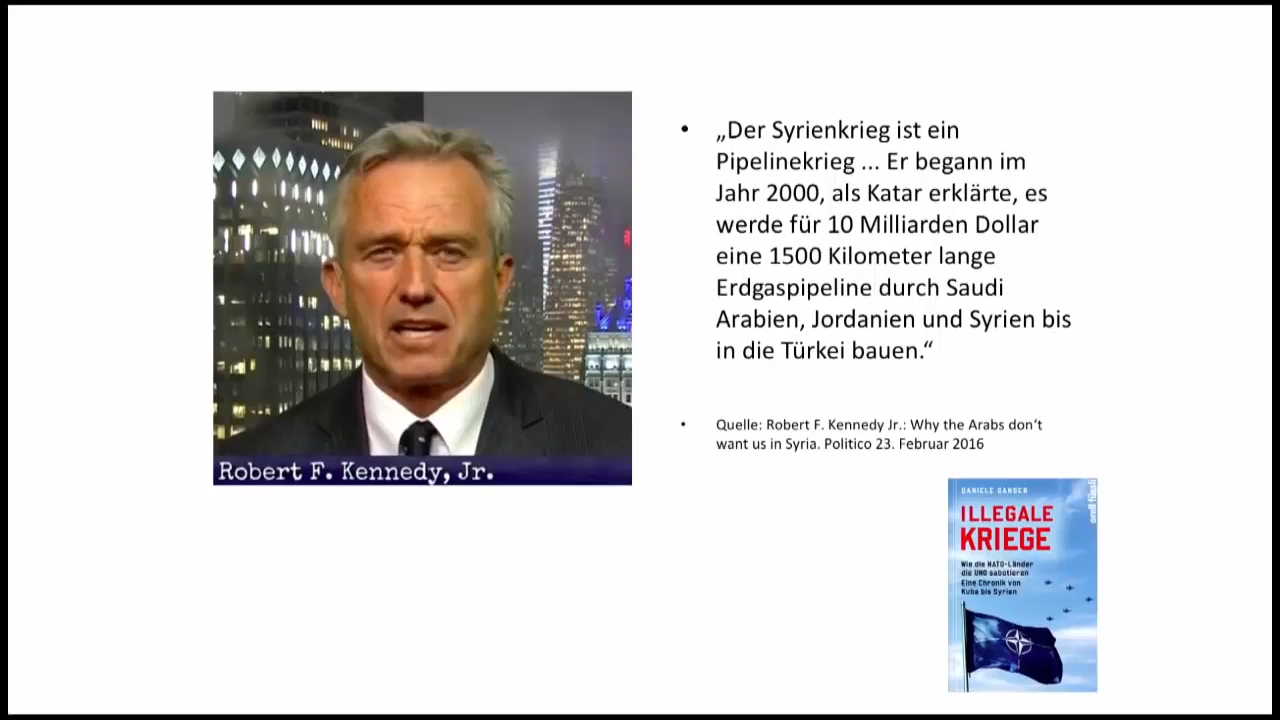 „Der Syrienkrieg ist ein
Pipelinekrieg ... Er begann im
Jahr 2000, als Katar erklärte, es
werde für 10 Milliarden Dollar
eine 1500 Kilometer lange
Erdgaspipeline durch Saudi
Arabien, Jordanien und Syrien bis
in die Türkei bauen.“
Quelle: Robert F. Kennedy Jr.: Why the Arabs don’t
want us in Syria. Politico 23. Februar 2016
Robert F. Kennedy, Jr.
DANIELE GANSER
orell füssli
ILLEGALE
KRIEGE
Wie die NATO-Länder
die UNO sabotieren
Eine Chronik von
Kuba bis Syrien